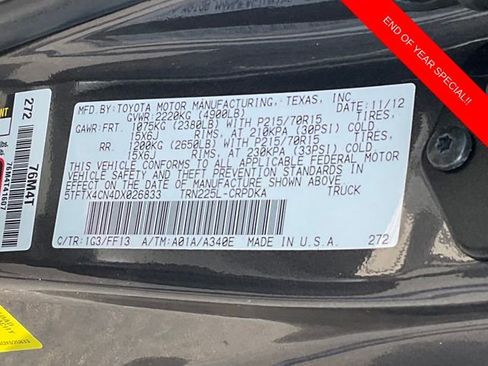 END OF YEAR SPECIAL!!
MFD.BY: TOYOTA MOTOR MANUFACTURING, TEXAS, INC
GVWR: 2220KG (4900LB) 11/12
GAWR: FRT. 1075KG (2380LB) WITH P215/70R15 TIRES,
15X6J RIMS, AT 210KPA (30PSI) COLD
RR. 1200KG (2650LB) WITH P215/70R15 TIRES,
15X6J RIMS, AT 230KPA (33PSI) COLD
THIS VEHICLE CONFORMS TO ALL APPLICABLE FEDERAL MOTOR
VEHICLE SAFETY AND THEFT PREVENTION STANDARDS IN
EFFECT ON THE DATE OF MANUFACTURE SHOWN ABOVE.
5TFTX4CN4DX026833 TRN225L-CRPDKA TRUCK
C/TR: 1G3/FF13 A/TM: A01A/A340E MADE IN U.S.A. 272
272
76M4T